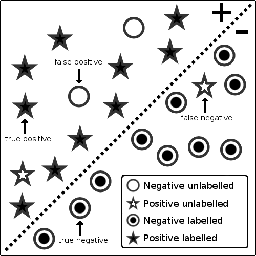 +
-
false positive
true positive
false negative
true negative
Negative unlabelled
Positive unlabelled
Negative labelled
Positive labelled